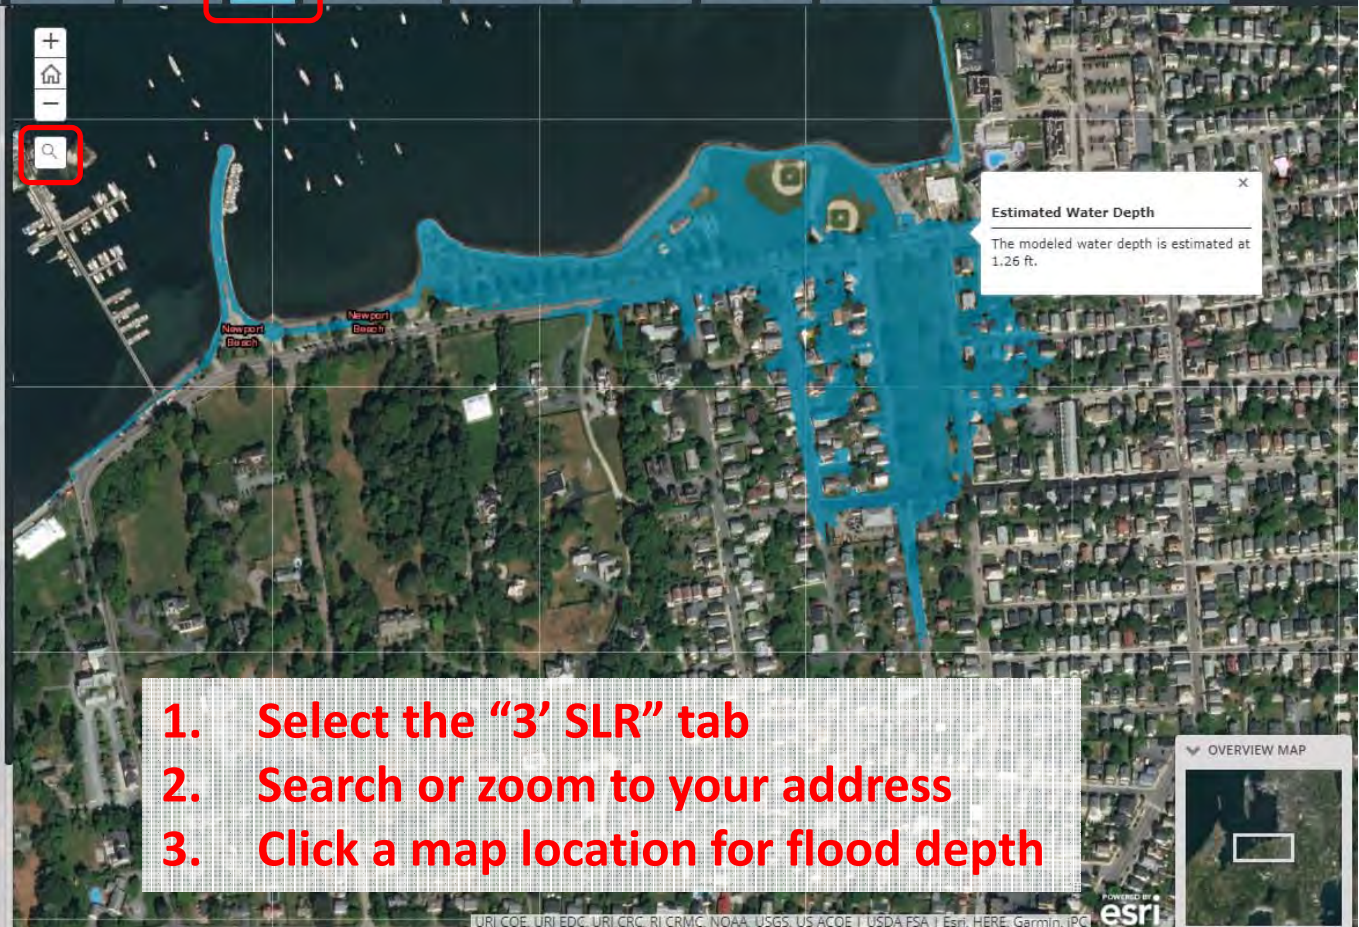 +
−
Estimated Water Depth
×
The modeled water depth is estimated at
1.26 ft.
Newport
Beach
Newport
Beach
1. Select the “3’ SLR” tab
2. Search or zoom to your address
3. Click a map location for flood depth
OVERVIEW MAP
POWERED BY
esri
URI COE, URI EDC, URI CRC, RI CRMC, NOAA, USGS, US ACOE | USDA FSA | Esri, HERE, Garmin, iPC